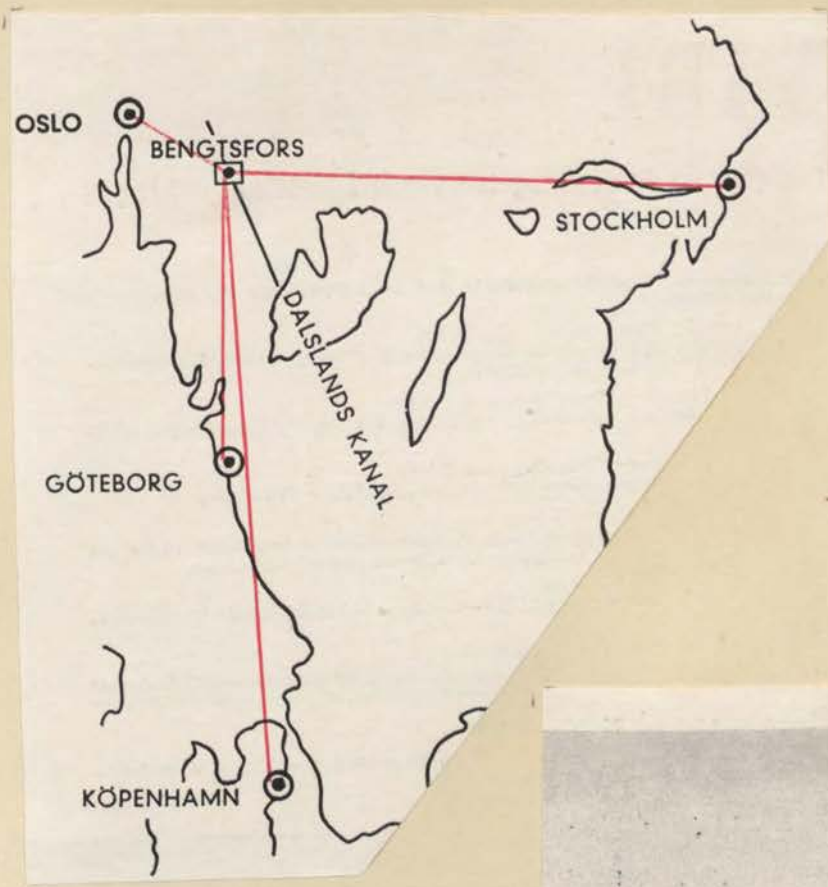 OSLO
BENGTSFORS
STOCKHOLM
DALSLANDS KANAL
GÖTEBORG
KÖPENHAMN